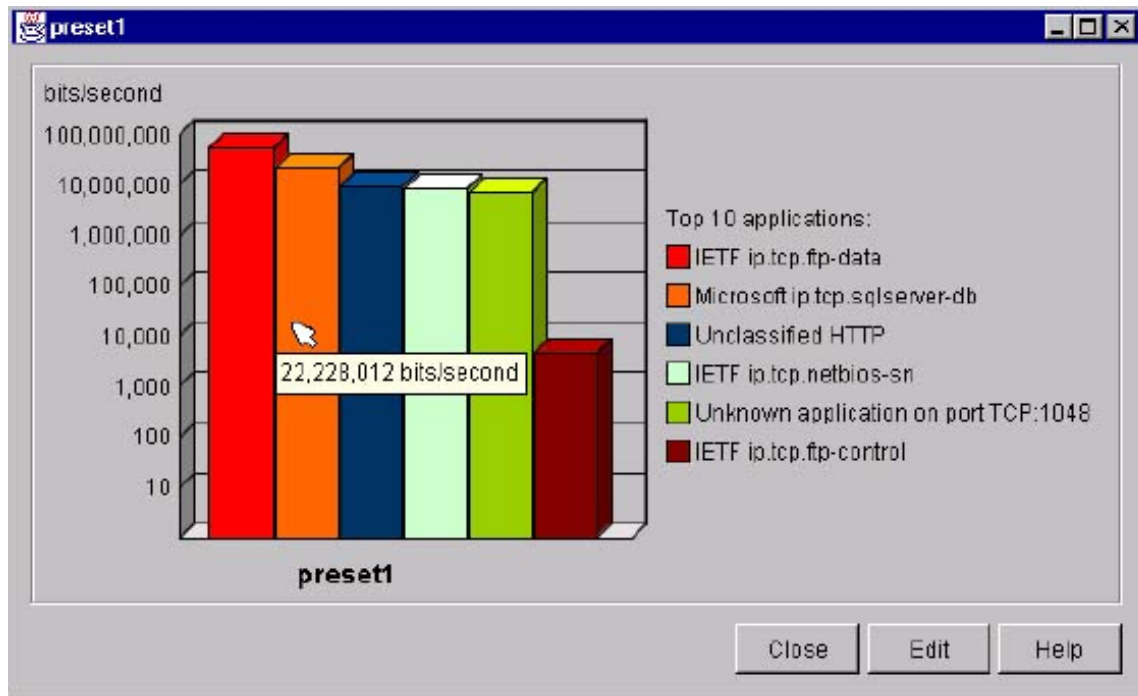 preset1
bits/second
100,000,000
10,000,000
1,000,000
100,000
10,000
1,000
100
10
22,228,012 bits/second
preset1
Top 10 applications:
IETF ip.tcp.ftp-data
Microsoft ip.tcp.sqlserver-db
Unclassified HTTP
IETF ip.tcp.netbios-sn
Unknown application on port TCP:1048
IETF ip.tcp.ftp-control
Close
Edit
Help